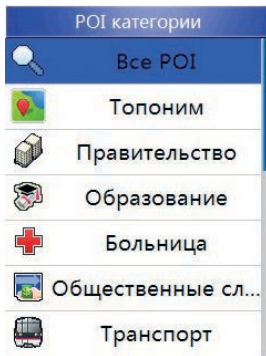 POI категории
Все POI
Топоним
Правительство
Образование
Больница
Общественные сл...
Транспорт